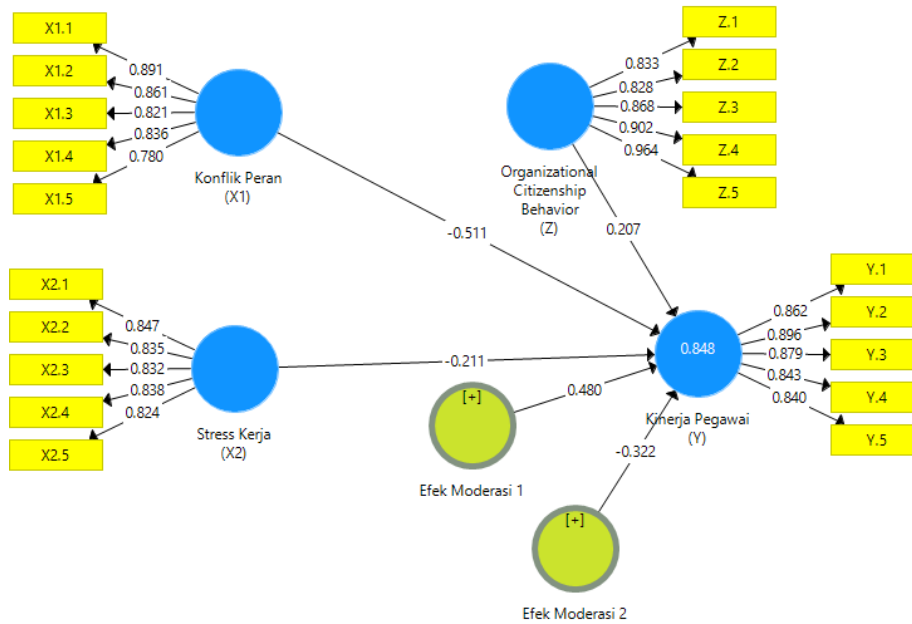 X1.1
X1.2
X1.3
X1.4
X1.5
0.891
0.861
0.821
0.836
0.780
Konflik Peran
(X1)
Z.1
Z.2
Z.3
Z.4
Z.5
0.833
0.828
0.868
0.902
0.964
Organizational
Citizenship
Behavior
(Z)
-0.511
0.207
X2.1
X2.2
X2.3
X2.4
X2.5
0.847
0.835
0.832
0.838
0.824
Stress Kerja
(X2)
-0.211
0.480
-0.322
[+]
Efek Moderasi 1
[+]
Efek Moderasi 2
0.848
Kinerja Pegawai
(Y)
0.862
0.896
0.879
0.843
0.840
Y.1
Y.2
Y.3
Y.4
Y.5